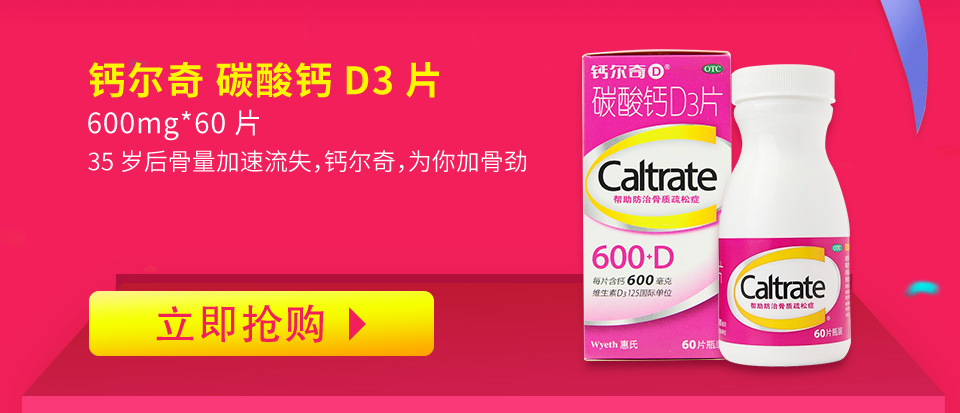 钙尔奇 碳酸钙 D3 片
600mg*60 片
35 岁后骨量加速流失,钙尔奇,为你加骨劲
立即抢购
钙尔奇D®
OTC
碳酸钙D3片
Caltrate
帮助防治骨质疏松症
600+D
每片含钙600毫克
维生素D3125国际单位
Wyeth 惠氏
60片瓶
Caltrate
帮助防治骨质疏松症
60片瓶装